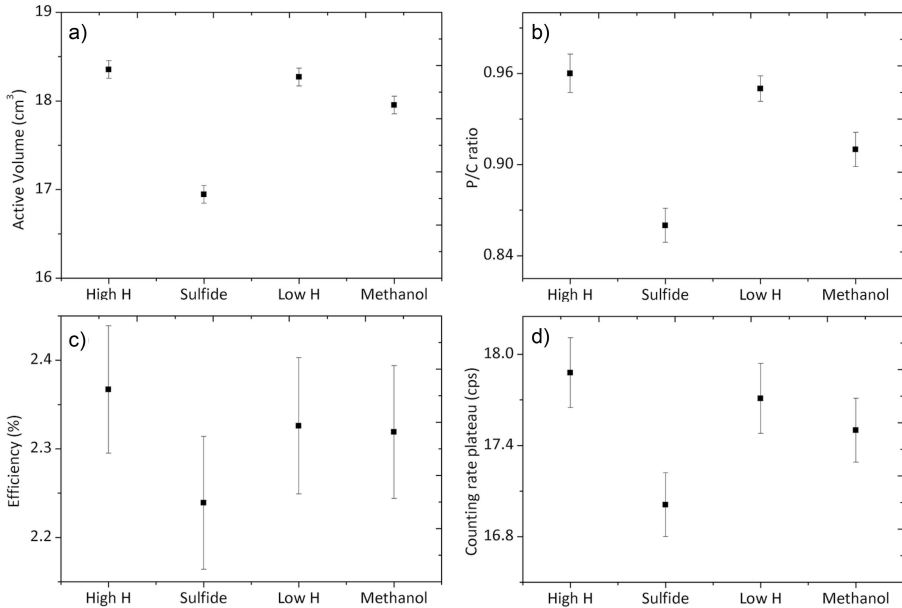 a)
19
18
17
16
Active Volume (cm³)
High H Sulfide Low H Methanol
b)
0.96
0.90
0.84
P/C ratio
High H Sulfide Low H Methanol
c)
2.4
2.3
2.2
Efficiency (%)
High H Sulfide Low H Methanol
d)
18.0
17.4
16.8
Counting rate plateau (cps)
High H Sulfide Low H Methanol